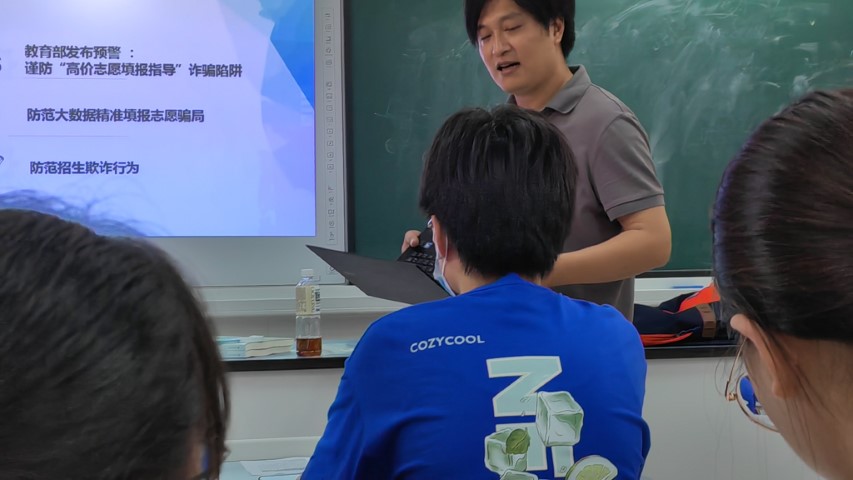 教育部发布预警：
谨防“高价志愿填报指导”诈骗陷阱
防范大数据精准填报志愿骗局
防范招生欺诈行为
COZYCOOL